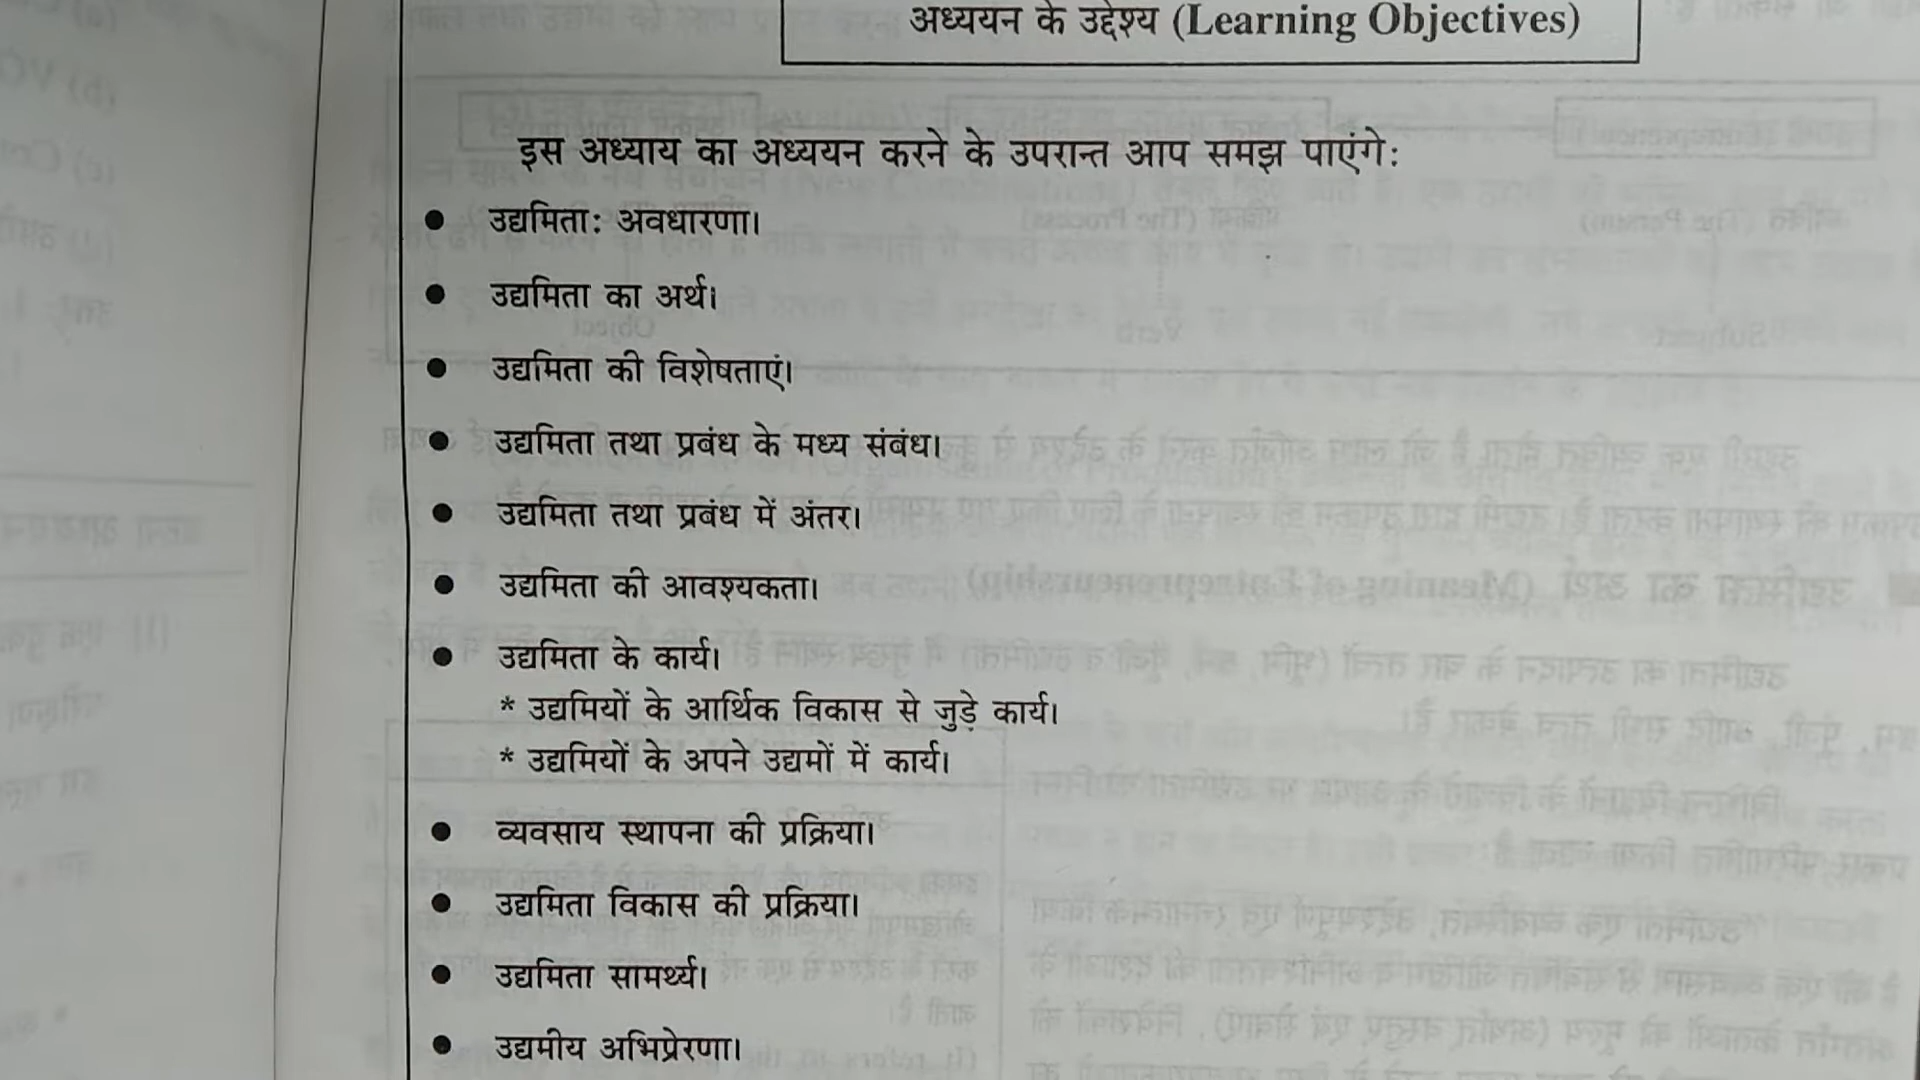 अध्ययन के उद्देश्य (Learning Objectives)
इस अध्याय का अध्ययन करने के उपरान्त आप समझ पाएंगे:
● उद्यमिता: अवधारणा।
● उद्यमिता का अर्थ।
● उद्यमिता की विशेषताएं।
● उद्यमिता तथा प्रबंध के मध्य संबंध।
● उद्यमिता तथा प्रबंध में अंतर।
● उद्यमिता की आवश्यकता।
● उद्यमिता के कार्य।
* उद्यमियों के आर्थिक विकास से जुड़े कार्य।
* उद्यमियों के अपने उद्यमों में कार्य।
● व्यवसाय स्थापना की प्रक्रिया।
● उद्यमिता विकास की प्रक्रिया।
● उद्यमिता सामर्थ्य।
● उद्यमीय अभिप्रेरणा।